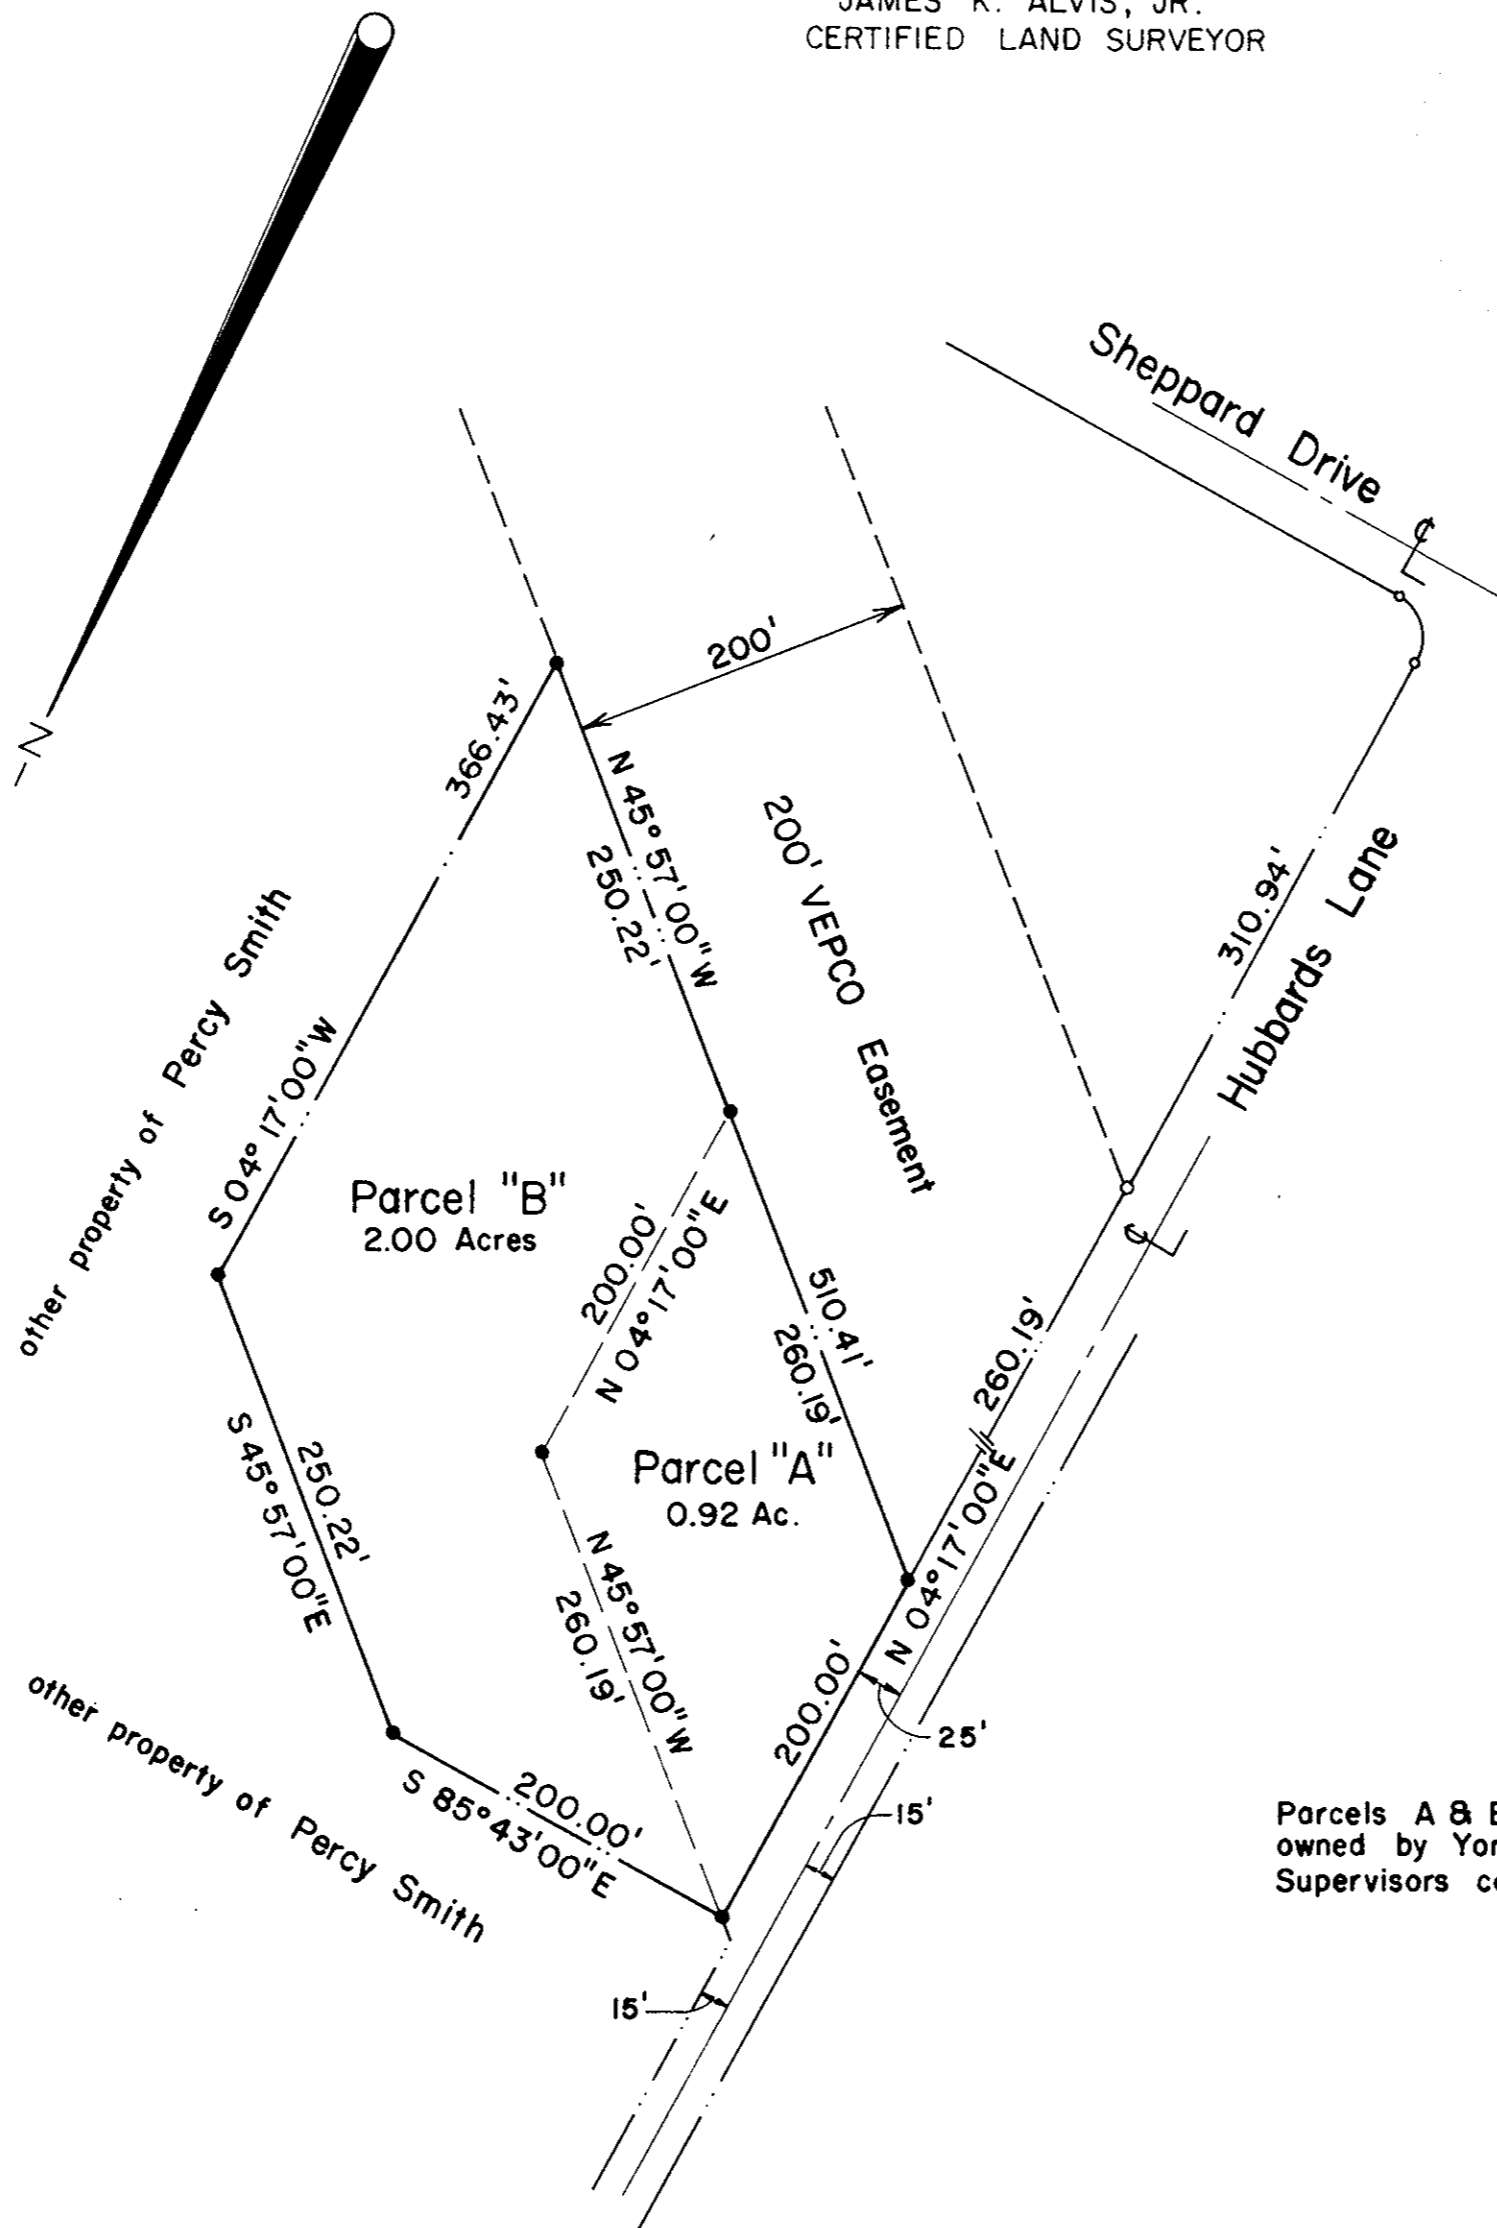 JAMES K. ALVIS, JR.
CERTIFIED LAND SURVEYOR
N
Sheppard Drive
℄
200'
366.43'
N 45° 57' 00" W
250.22'
200' VEPCO Easement
310.94'
Hubbards Lane
℄
other property of Percy Smith
S 04° 17' 00" W
Parcel "B"
2.00 Acres
200.00'
N 04° 17' 00" E
510.41'
260.19'
260.19'
N 04° 17' 00" E
Parcel "A"
0.92 Ac.
250.22'
S 45° 57' 00" E
N 45° 57' 00" W
260.19'
200.00'
25'
other property of Percy Smith
200.00'
S 85° 43' 00" E
15'
15'
Parcels A &
owned by
Supervisors